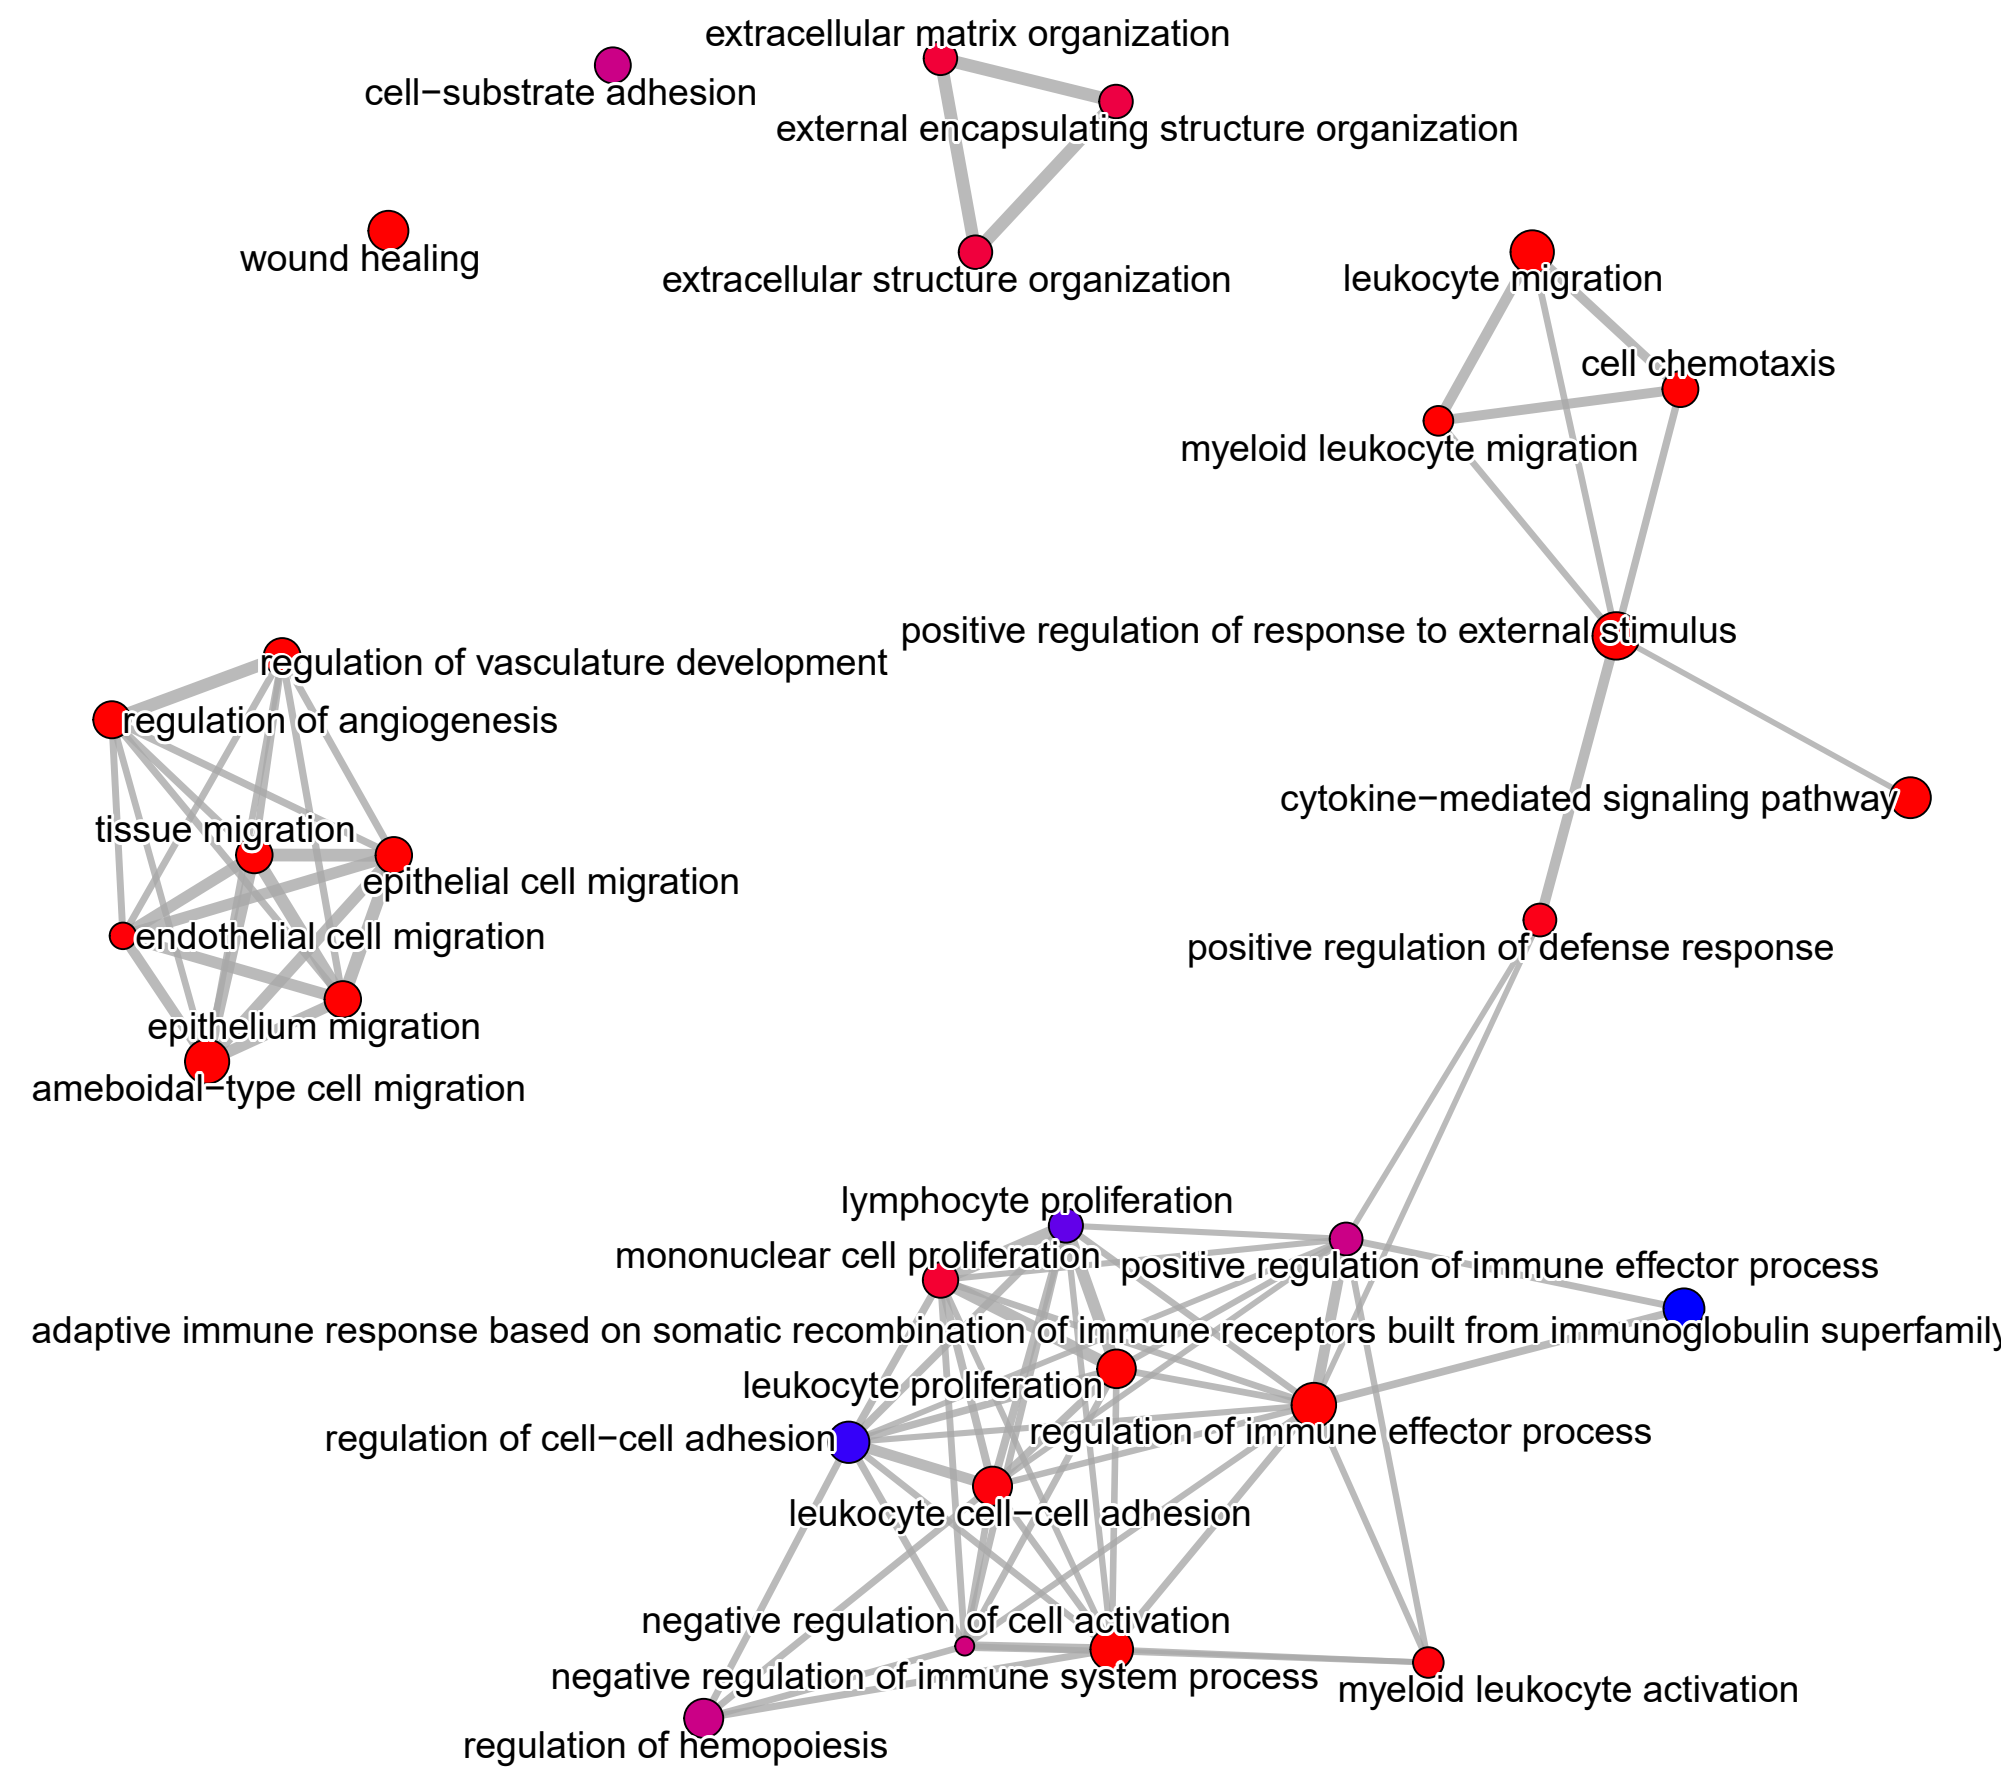 extracellular matrix organization
cell−substrate adhesion
external encapsulating structure organization
wound healing
extracellular structure organization
leukocyte migration
cell chemotaxis
myeloid leukocyte migration
positive regulation of response to external stimulus
regulation of vasculature development
regulation of angiogenesis
cytokine−mediated signaling pathway
tissue migration
epithelial cell migration
endothelial cell migration
positive regulation of defense response
epithelium migration
ameboidal−type cell migration
lymphocyte proliferation
mononuclear cell proliferation
positive regulation of immune effector process
adaptive immune response based on somatic recombination of immune receptors built from immunoglobulin superfamily
leukocyte proliferation
regulation of immune effector process
regulation of cell−cell adhesion
leukocyte cell−cell adhesion
negative regulation of cell activation
negative regulation of immune system process
myeloid leukocyte activation
regulation of hemopoiesis